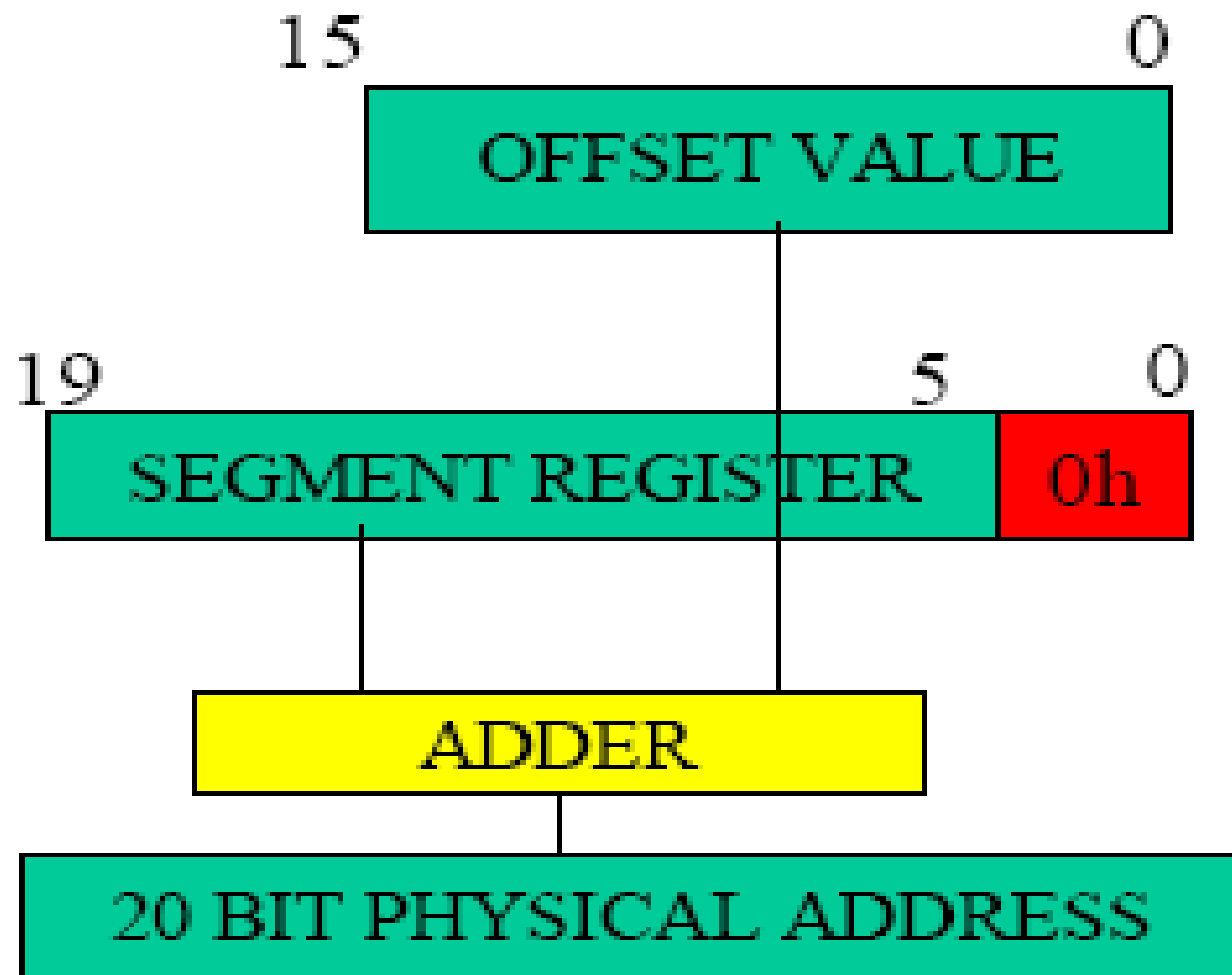 15 0
OFFSET VALUE
19 5 0
SEGMENT REGISTER 0h
ADDER
20 BIT PHYSICAL ADDRESS